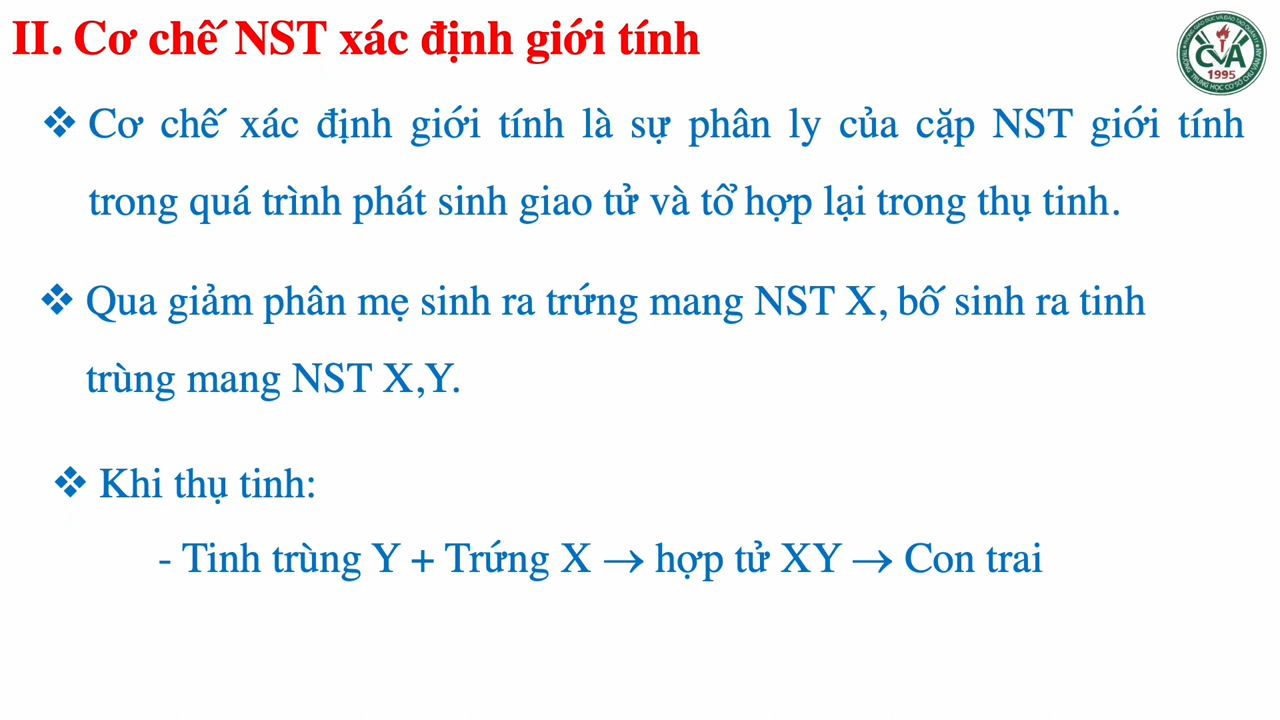 II. Cơ chế NST xác định giới tính
CVA
1995
❖ Cơ chế xác định giới tính là sự phân ly của cặp NST giới tính
trong quá trình phát sinh giao tử và tổ hợp lại trong thụ tinh.
❖ Qua giảm phân mẹ sinh ra trứng mang NST X, bố sinh ra tinh
trùng mang NST X,Y.
❖ Khi thụ tinh:
- Tinh trùng Y + Trứng X → hợp tử XY → Con trai